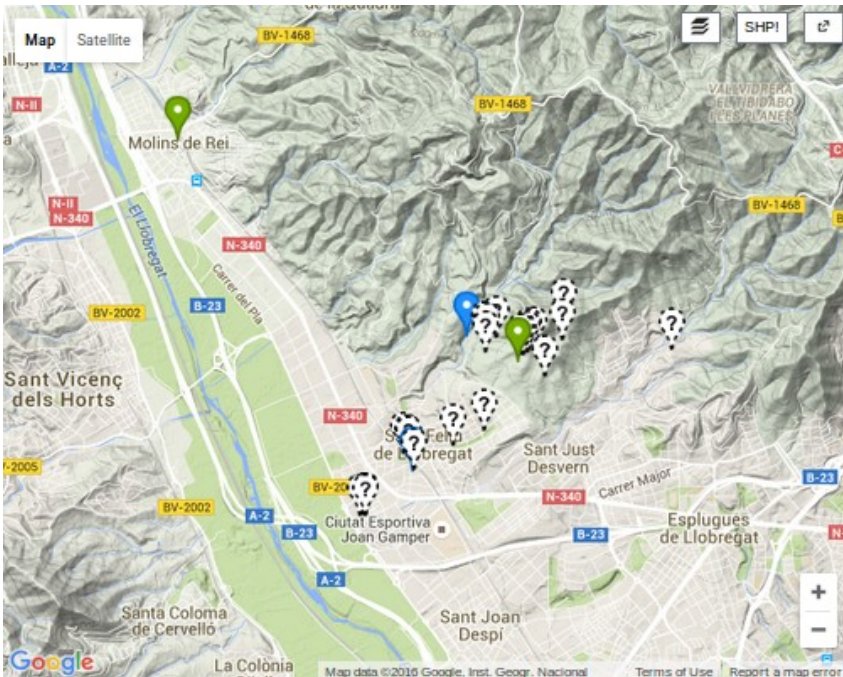 Map Satellite
SHP!
de la Quadra
BV-1468
A-2
N-II
BV-1468
VALLVIDRERA
EL TIBIDABO
I LES PLANES
Molins de Rei
N-II
N-340
BV-1468
El Llobregat
N-340
Carrer del Pla
B-23
BV-2002
?
?
?
?
?
Sant Vicenç
dels Horts
N-340
?
?
?
de Llobregat
Sant Just
Desvern
BV-2005
Carrer Major
B-23
?
BV-2002
N-340
A-2
B-23
Ciutat Esportiva
Joan Gamper
B-23
Esplugues
de Llobregat
A-2
Santa Coloma
de Cervelló
Sant Joan
Despí
+
−
Google
La Colònia
Map data ©2016 Google, Inst. Geogr. Nacional
Terms of Use
Report a map error